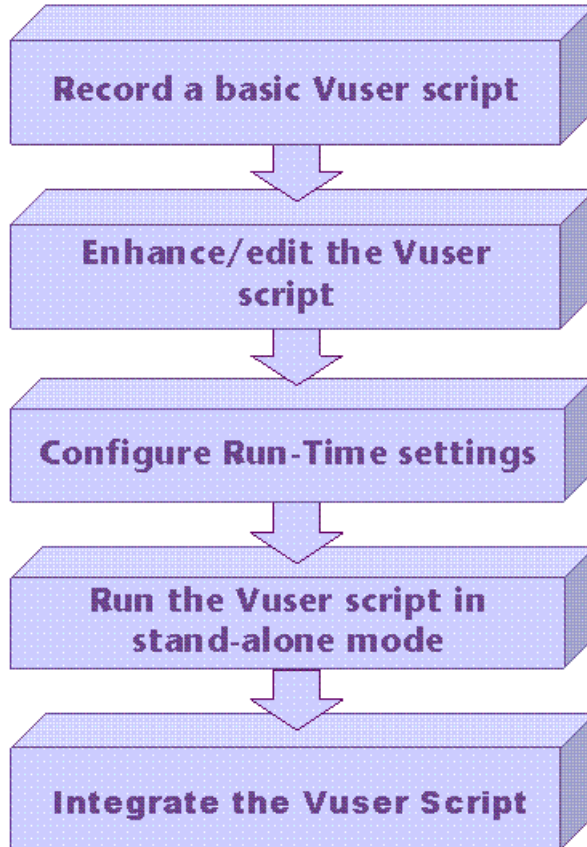 Record a basic Vuser script
Enhance/edit the Vuser
script
Configure Run-Time settings
Run the Vuser script in
stand-alone mode
Integrate the Vuser Script